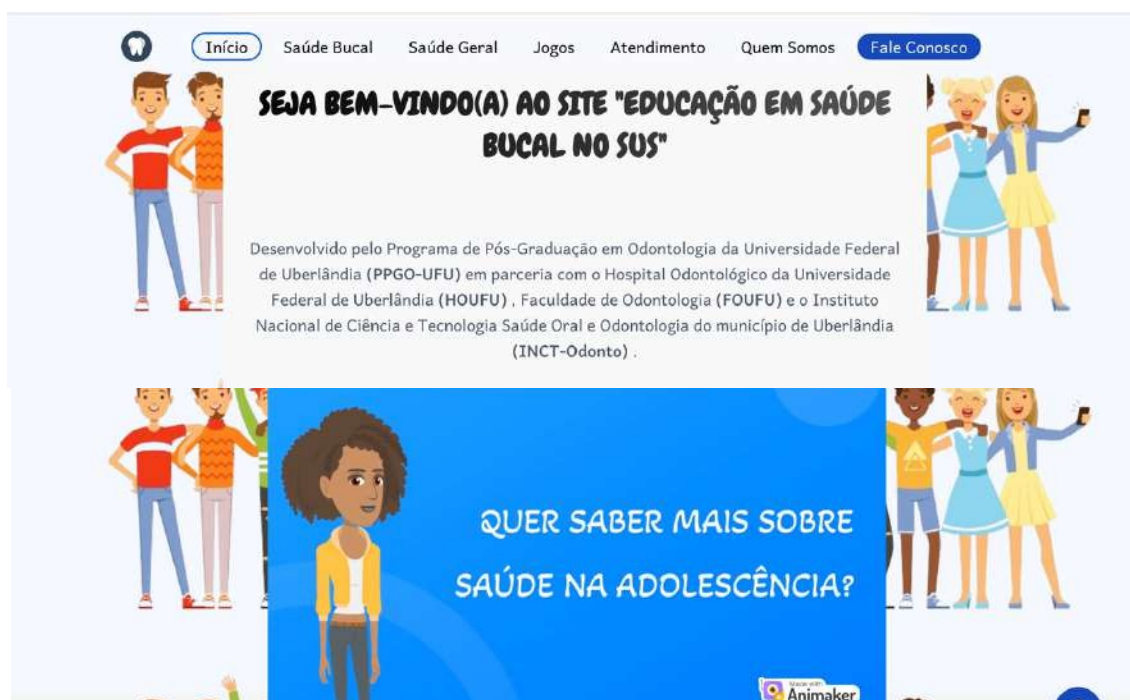 Início Saúde Bucal Saúde Geral Jogos Atendimento Quem Somos Fale Conosco
SEJA BEM-VINDO(A) AO SITE "EDUCAÇÃO EM SAÚDE
BUCAL NO SUS"
Desenvolvido pelo Programa de Pós-Graduação em Odontologia da Universidade Federal
de Uberlândia (PPGO-UFU) em parceria com o Hospital Odontológico da Universidade
Federal de Uberlândia (HOUFU) , Faculdade de Odontologia (FOUFU) e o Instituto
Nacional de Ciência e Tecnologia Saúde Oral e Odontologia do município de Uberlândia
(INCT-Odonto) .
QUER SABER MAIS SOBRE
SAÚDE NA ADOLESCÊNCIA?
Made with
Animaker